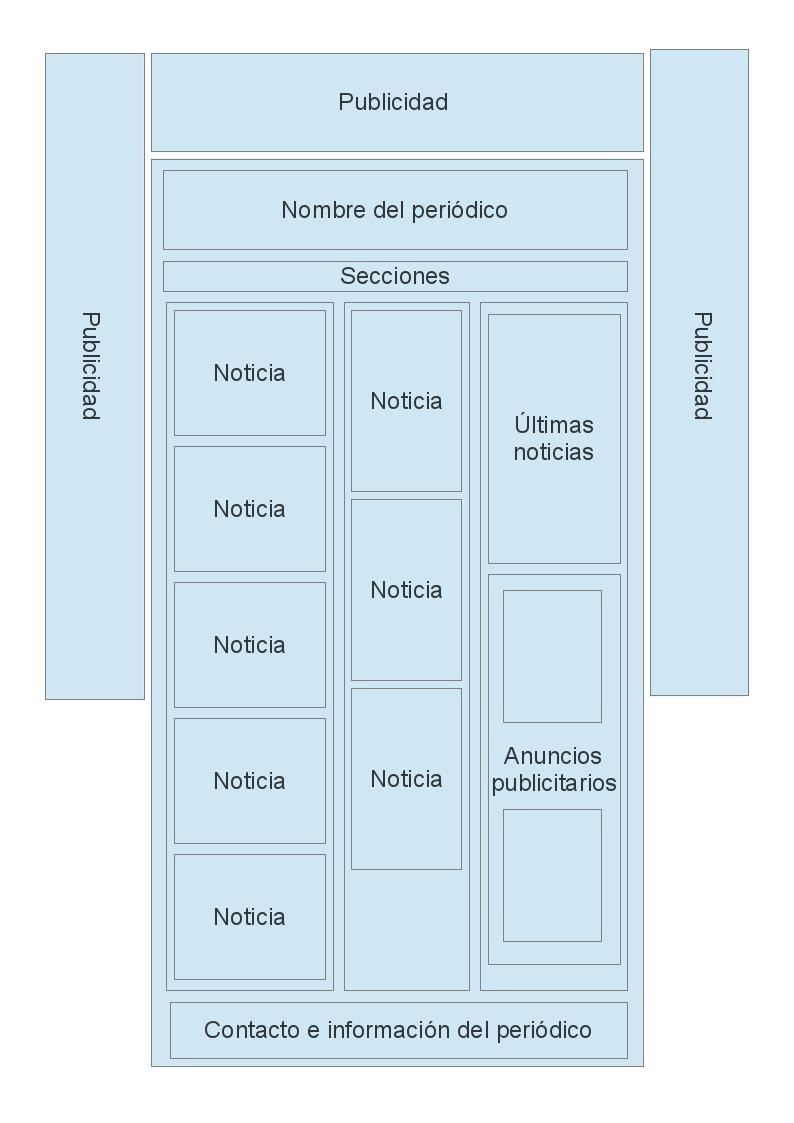 Publicidad
Publicidad
Publicidad
Nombre del periódico
Secciones
Noticia
Noticia
Noticia
Noticia
Noticia
Noticia
Noticia
Noticia
Últimas
noticias
Anuncios
publicitarios
Contacto e información del periódico